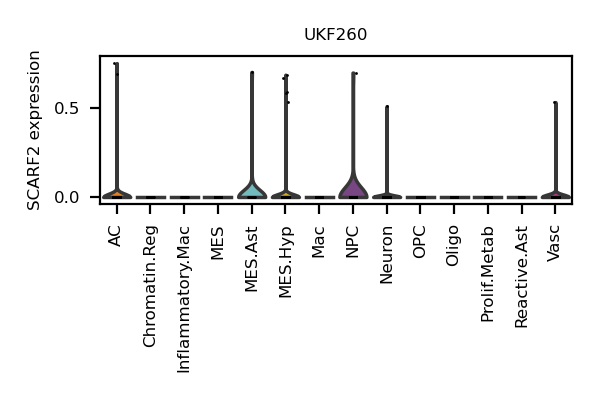 UKF260
SCARF2 expression
0.5
0.0
AC
Chromatin.Reg
Inflammatory.Mac
MES
MES.Ast
MES.Hyp
Mac
NPC
Neuron
OPC
Oligo
Prolif.Metab
Reactive.Ast
Vasc